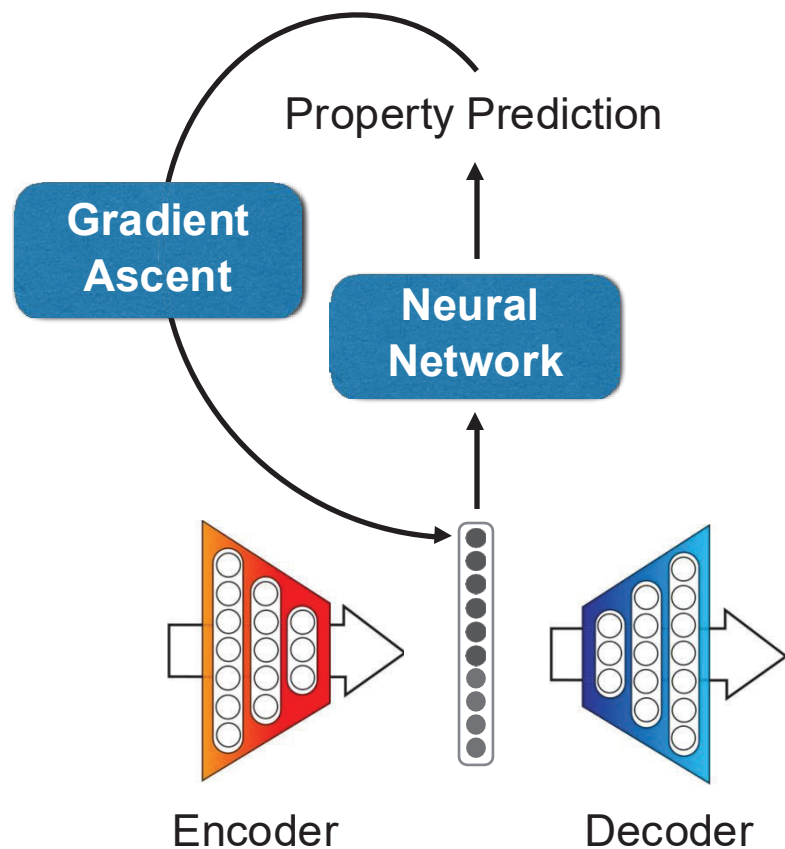 Property Prediction
Gradient
Ascent
Neural
Network
Encoder
Decoder